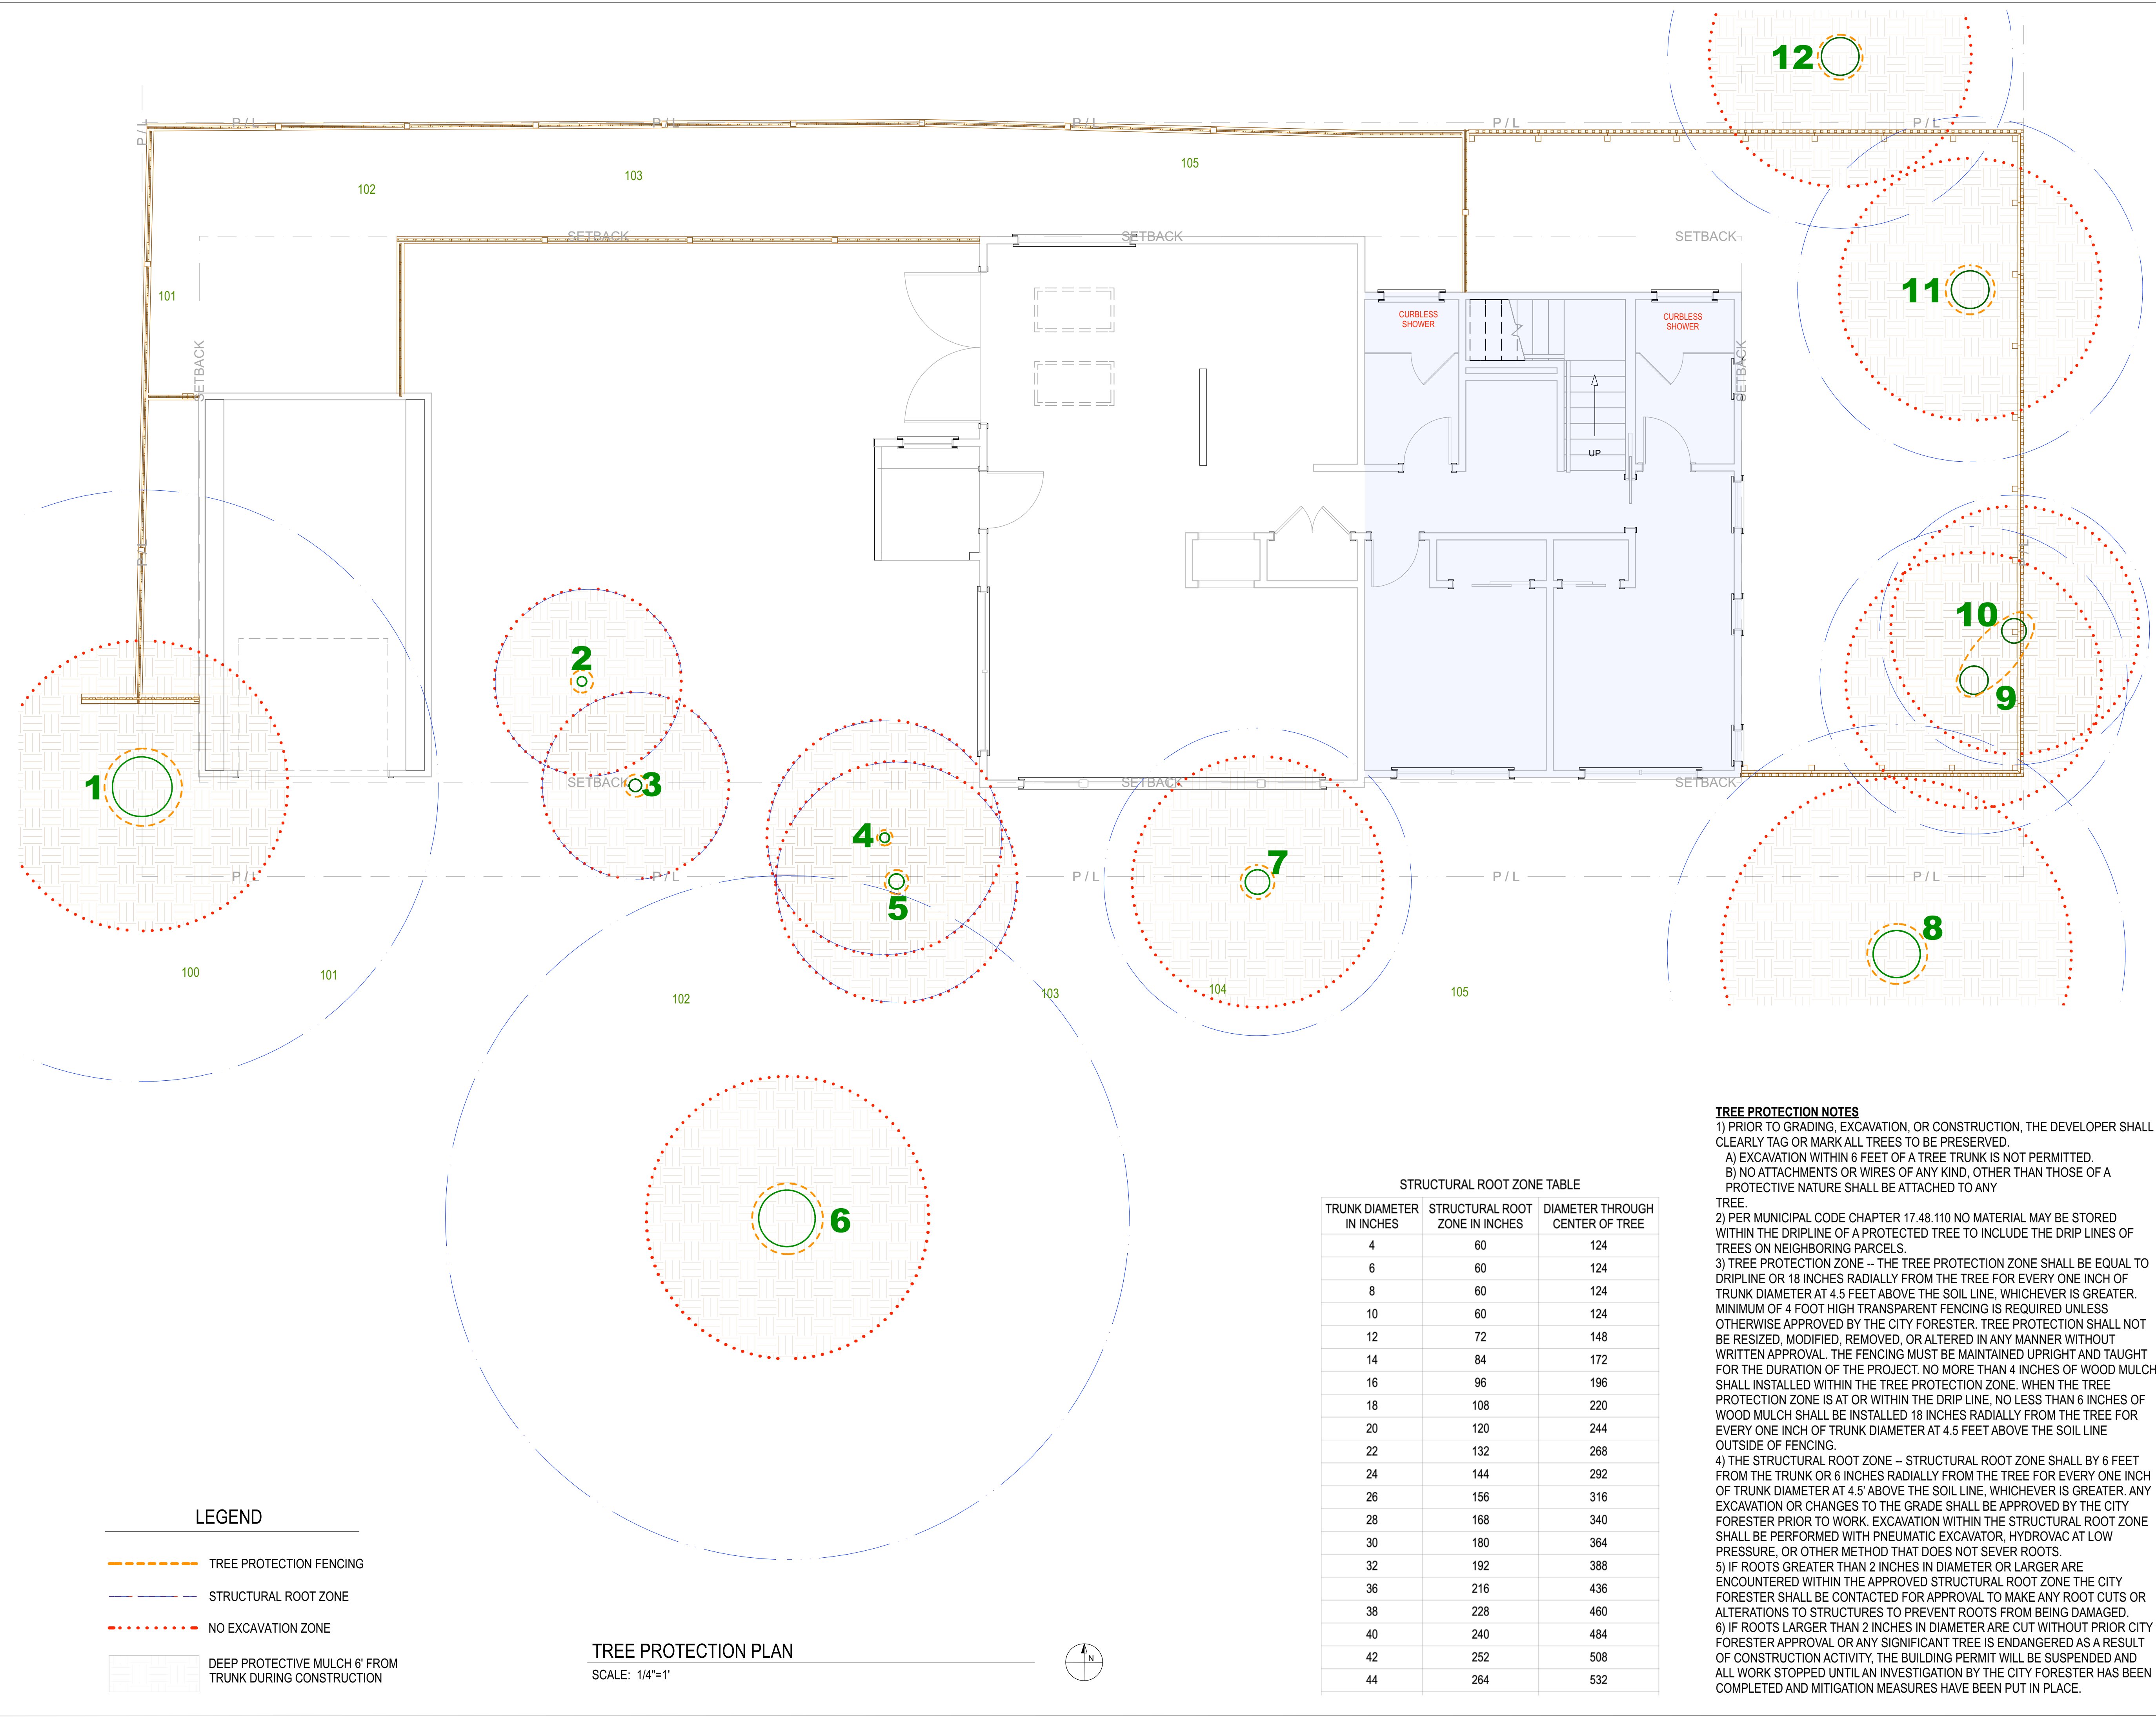 12
P / L
P / L
P / L
P / L
P / L
P / L
105
103
102
SETBACK
SETBACK
SETBACK
11
101
CURBLESS
SHOWER
CURBLESS
SHOWER
SETBACK
SETBACK
UP
10
2
9
1
3
SETBACK
SETBACK
SETBACK
4
7
P / L
P / L
P / L
P / L
P / L
5
8
100
101
102
103
104
105
6
TREE PROTECTION NOTES
1) PRIOR TO GRADING, EXCAVATION, OR CONSTRUCTION, THE DEVELOPER SHALL
CLEARLY TAG OR MARK ALL TREES TO BE PRESERVED.
A) EXCAVATION WITHIN 6 FEET OF A TREE TRUNK IS NOT PERMITTED.
B) NO ATTACHMENTS OR WIRES OF ANY KIND, OTHER THAN THOSE OF A
PROTECTIVE NATURE SHALL BE ATTACHED TO ANY
TREE.
2) PER MUNICIPAL CODE CHAPTER 17.48.110 NO MATERIAL MAY BE STORED
WITHIN THE DRIPLINE OF A PROTECTED TREE TO INCLUDE THE DRIP LINES OF
TREES ON NEIGHBORING PARCELS.
3) TREE PROTECTION ZONE -- THE TREE PROTECTION ZONE SHALL BE EQUAL TO
DRIPLINE OR 18 INCHES RADIALLY FROM THE TREE FOR EVERY ONE INCH OF
TRUNK DIAMETER AT 4.5 FEET ABOVE THE SOIL LINE, WHICHEVER IS GREATER.
MINIMUM OF 4 FOOT HIGH TRANSPARENT FENCING IS REQUIRED UNLESS
OTHERWISE APPROVED BY THE CITY FORESTER. TREE PROTECTION SHALL NOT
BE RESIZED, MODIFIED, REMOVED, OR ALTERED IN ANY MANNER WITHOUT
WRITTEN APPROVAL. THE FENCING MUST BE MAINTAINED UPRIGHT AND TAUGHT
FOR THE DURATION OF THE PROJECT. NO MORE THAN 4 INCHES OF WOOD MULCH
SHALL INSTALLED WITHIN THE TREE PROTECTION ZONE. WHEN THE TREE
PROTECTION ZONE IS AT OR WITHIN THE DRIP LINE, NO LESS THAN 6 INCHES OF
WOOD MULCH SHALL BE INSTALLED 18 INCHES RADIALLY FROM THE TREE FOR
EVERY ONE INCH OF TRUNK DIAMETER AT 4.5 FEET ABOVE THE SOIL LINE
OUTSIDE OF FENCING.
4) THE STRUCTURAL ROOT ZONE -- STRUCTURAL ROOT ZONE SHALL BY 6 FEET
FROM THE TRUNK OR 6 INCHES RADIALLY FROM THE TREE FOR EVERY ONE INCH
OF TRUNK DIAMETER AT 4.5' ABOVE THE SOIL LINE, WHICHEVER IS GREATER. ANY
EXCAVATION OR CHANGES TO THE GRADE SHALL BE APPROVED BY THE CITY
FORESTER PRIOR TO WORK. EXCAVATION WITHIN THE STRUCTURAL ROOT ZONE
SHALL BE PERFORMED WITH PNEUMATIC EXCAVATOR, HYDROVAC AT LOW
PRESSURE, OR OTHER METHOD THAT DOES NOT SEVER ROOTS.
5) IF ROOTS GREATER THAN 2 INCHES IN DIAMETER OR LARGER ARE
ENCOUNTERED WITHIN THE APPROVED STRUCTURAL ROOT ZONE THE CITY
FORESTER SHALL BE CONTACTED FOR APPROVAL TO MAKE ANY ROOT CUTS OR
ALTERATIONS TO STRUCTURES TO PREVENT ROOTS FROM BEING DAMAGED.
6) IF ROOTS LARGER THAN 2 INCHES IN DIAMETER ARE CUT WITHOUT PRIOR CITY
FORESTER APPROVAL OR ANY SIGNIFICANT TREE IS ENDANGERED AS A RESULT
OF CONSTRUCTION ACTIVITY, THE BUILDING PERMIT WILL BE SUSPENDED AND
ALL WORK STOPPED UNTIL AN INVESTIGATION BY THE CITY FORESTER HAS BEEN
COMPLETED AND MITIGATION MEASURES HAVE BEEN PUT IN PLACE.
STRUCTURAL ROOT ZONE TABLE
TRUNK DIAMETER IN INCHES STRUCTURAL ROOT ZONE IN INCHES DIAMETER THROUGH CENTER OF TREE
4 60 124
6 60 124
8 60 124
10 60 124
12 72 148
14 84 172
16 96 196
18 108 220
20 120 244
22 132 268
24 144 292
26 156 316
28 168 340
30 180 364
32 192 388
36 216 436
38 228 460
40 240 484
42 252 508
44 264 532
LEGEND
TREE PROTECTION FENCING
STRUCTURAL ROOT ZONE
NO EXCAVATION ZONE
DEEP PROTECTIVE MULCH 6' FROM
TRUNK DURING CONSTRUCTION
TREE PROTECTION PLAN
SCALE: 1/4"=1'
N